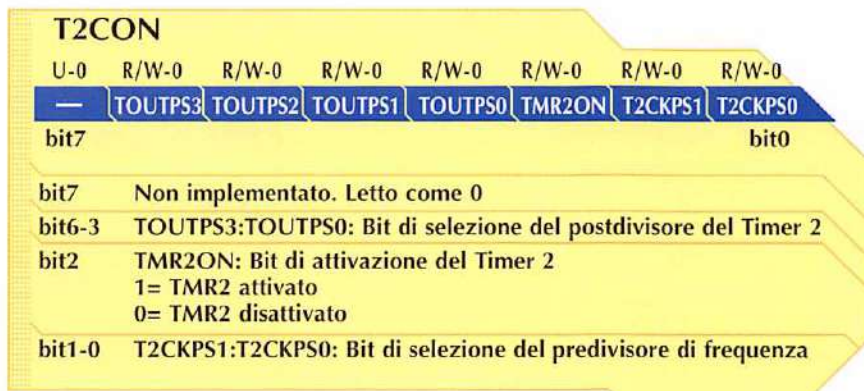 T2CON
U-0 R/W-0 R/W-0 R/W-0 R/W-0 R/W-0 R/W-0 R/W-0
— TOUTPS3 TOUTPS2 TOUTPS1 TOUTPS0 TMR2ON T2CKPS1 T2CKPS0
bit7 bit0
bit7 Non implementato. Letto come 0
bit6-3 TOUTPS3:TOUTPS0: Bit di selezione del postdivisore del Timer 2
bit2 TMR2ON: Bit di attivazione del Timer 2
1= TMR2 attivato
0= TMR2 disattivato
bit1-0 T2CKPS1:T2CKPS0: Bit di selezione del predivisore di frequenza